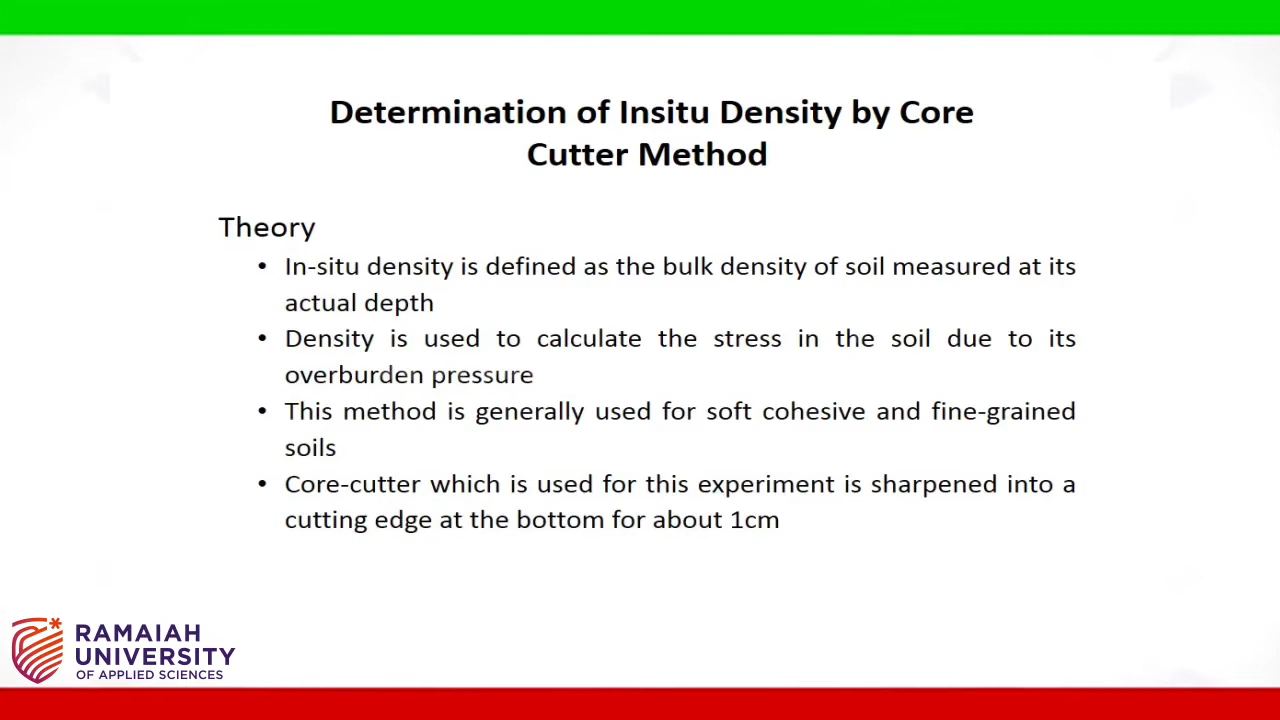 Determination of Insitu Density by Core
Cutter Method
Theory
• In-situ density is defined as the bulk density of soil measured at its
actual depth
• Density is used to calculate the stress in the soil due to its
overburden pressure
• This method is generally used for soft cohesive and fine-grained
soils
• Core-cutter which is used for this experiment is sharpened into a
cutting edge at the bottom for about 1cm
RAMAIAH
UNIVERSITY
OF APPLIED SCIENCES